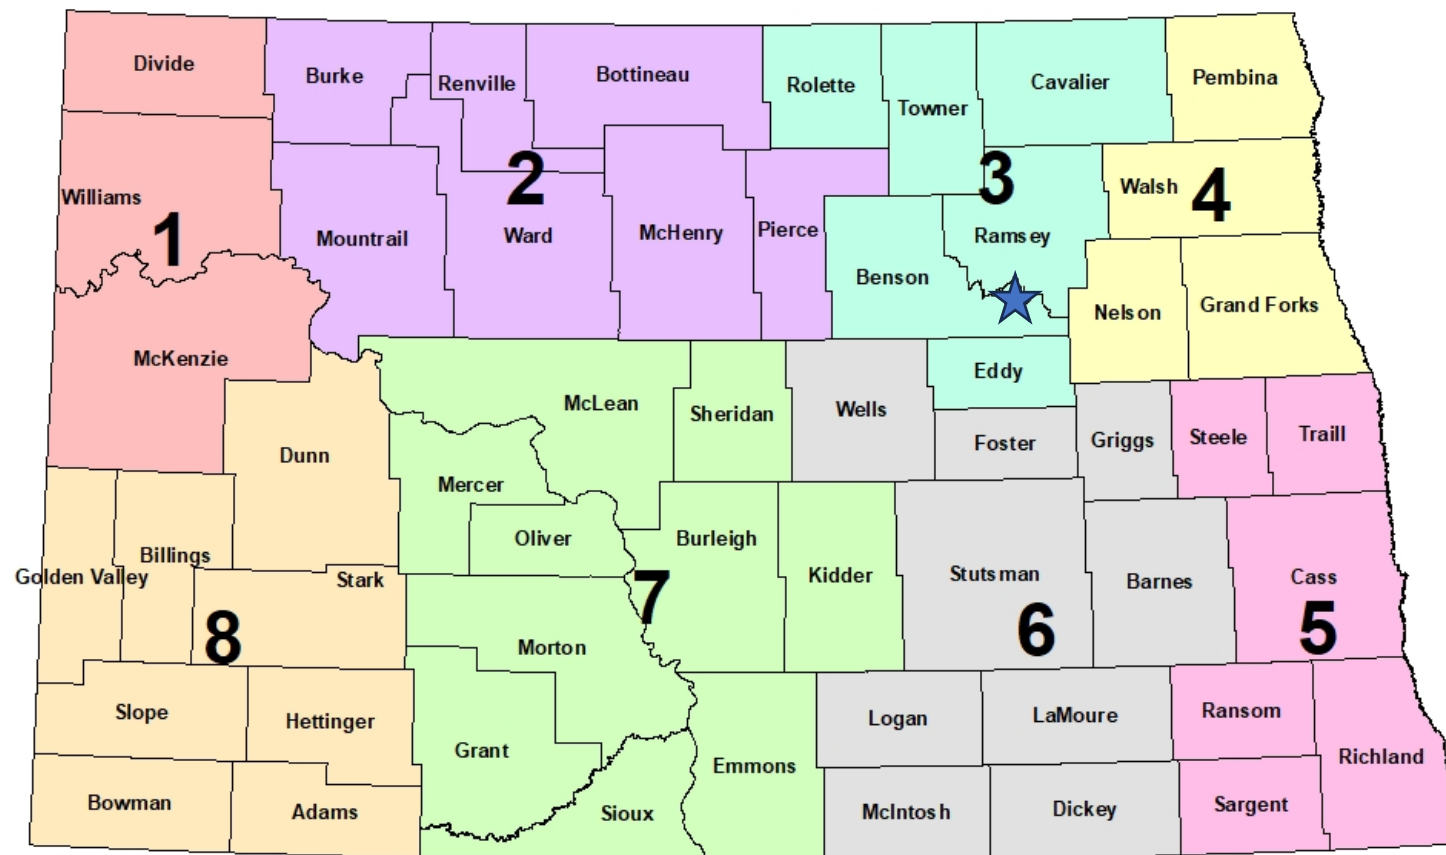 Divide
Burke
Renville
Bottineau
Rolette
Towner
Cavalier
Pembina
Williams
1
Mountrail
2
Ward
McHenry
Pierce
3
Ramsey
Benson
Walsh
4
Nelson
Grand Forks
McKenzie
Dunn
McLean
Sheridan
Wells
Eddy
Foster
Griggs
Steele
Traill
Mercer
Oliver
Burleigh
Kidder
Stutsman
Barnes
Cass
Golden Valley
Billings
Stark
8
7
6
5
Morton
Slope
Hettinger
Grant
Emmons
Logan
LaMoure
Ransom
Richland
Bowman
Adams
Sioux
McIntosh
Dickey
Sargent